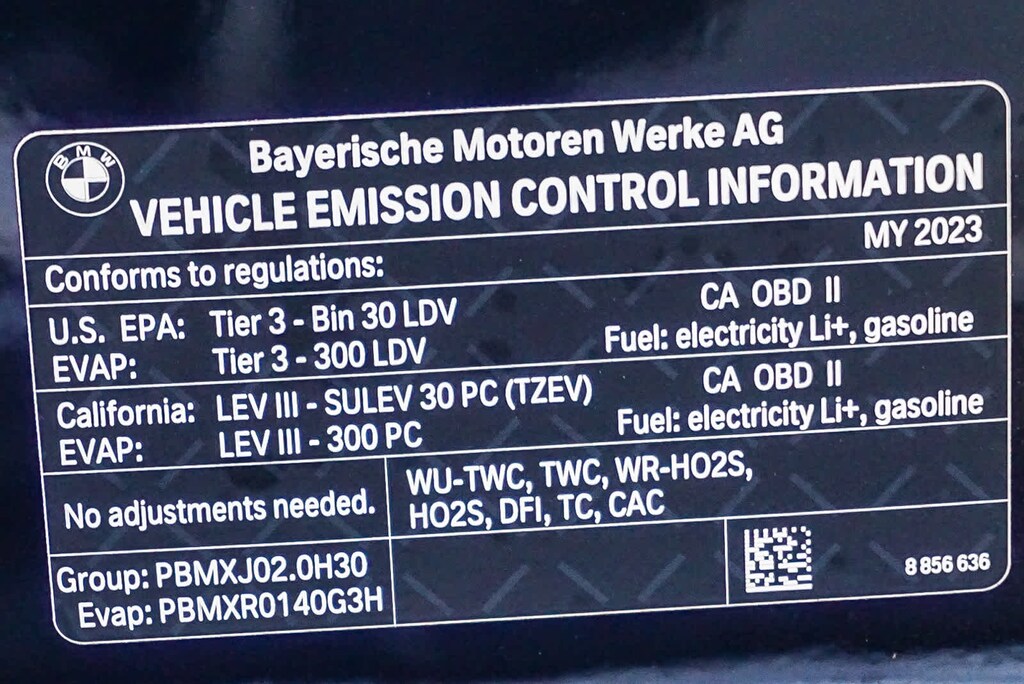 BMW
Bayerische Motoren Werke AG
VEHICLE EMISSION CONTROL INFORMATION
MY 2023
Conforms to regulations:
U.S. EPA: Tier 3 - Bin 30 LDV CA OBD II
EVAP: Tier 3 - 300 LDV Fuel: electricity Li+, gasoline
California: LEV III - SULEV 30 PC (TZEV) CA OBD II
EVAP: LEV III - 300 PC Fuel: electricity Li+, gasoline
No adjustments needed.
WU-TWC, TWC, WR-HO2S,
HO2S, DFI, TC, CAC
Group: PBMXJ02.0H30
Evap: PBMXR0140G3H
8 856 636